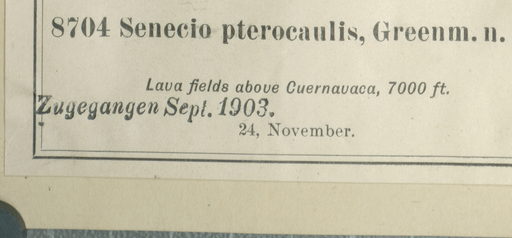 8704 Senecio pterocaulis, Greenm. n.
Lava fields above Cuernavaca, 7000 ft.
Zugegangen Sept. 1903.
24, November.